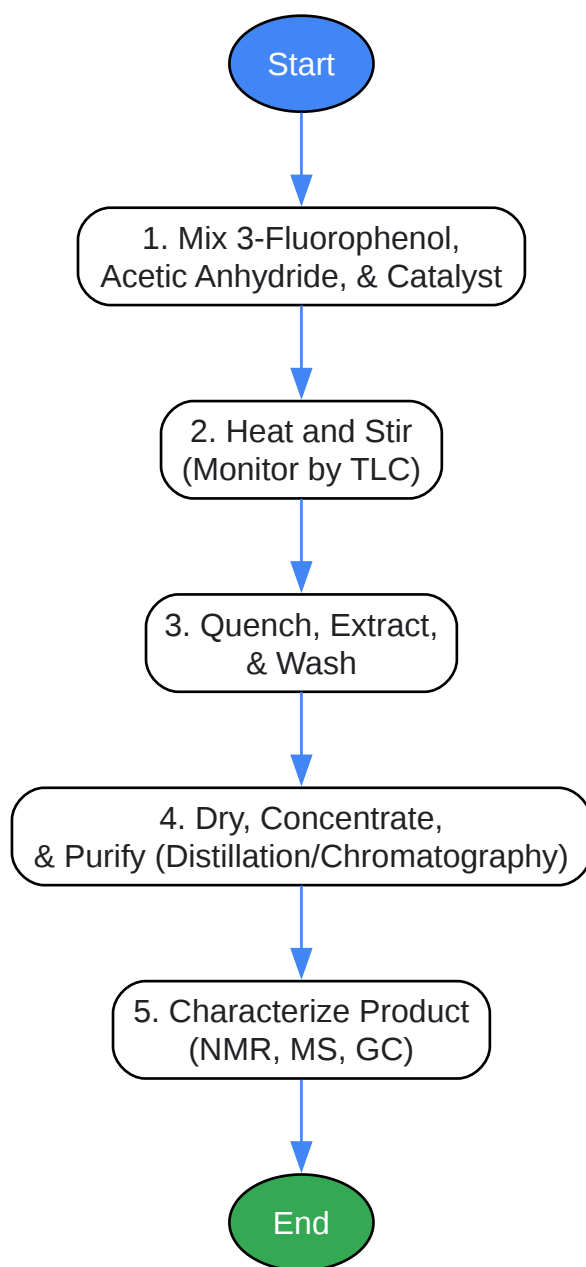 Start
1. Mix 3-Fluorophenol,
Acetic Anhydride, & Catalyst
2. Heat and Stir
(Monitor by TLC)
3. Quench, Extract,
& Wash
4. Dry, Concentrate,
& Purify (Distillation/Chromatography)
5. Characterize Product
(NMR, MS, GC)
End